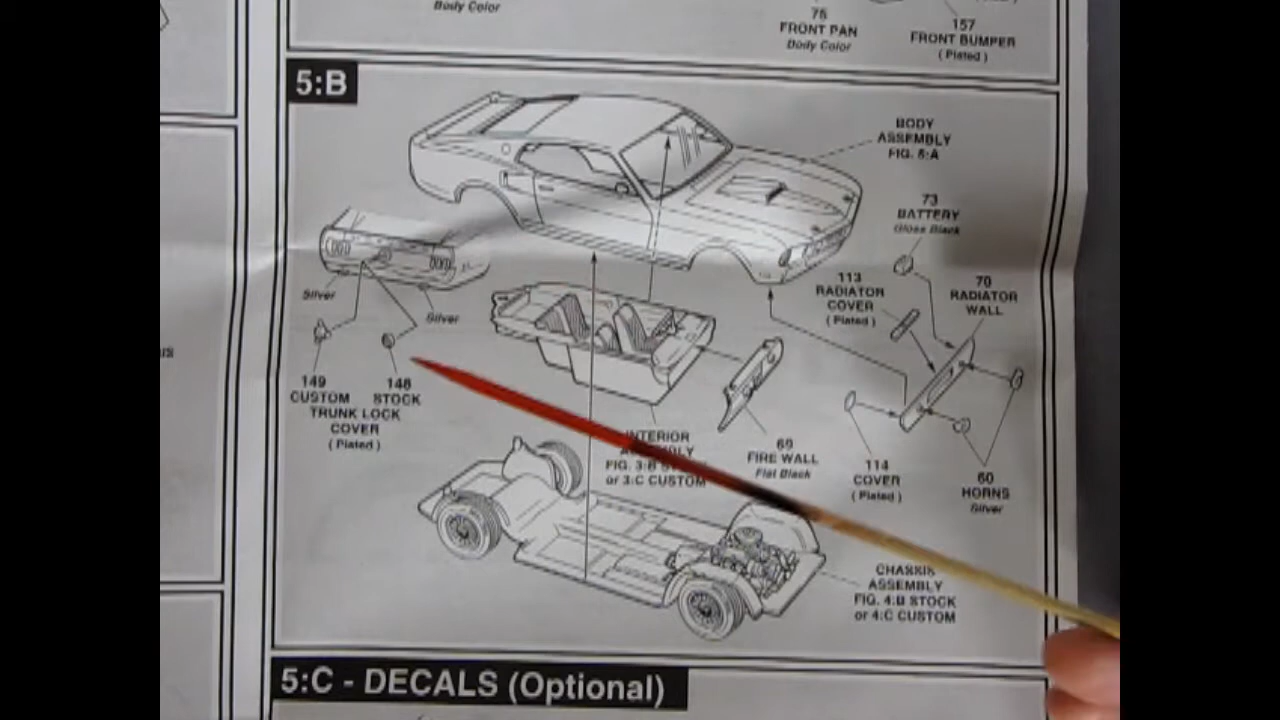 Body Color
75
FRONT PAN
Body Color
157
FRONT BUMPER
(Plated)
5:B
BODY
ASSEMBLY
FIG. 5:A
73
BATTERY
Gloss Black
113
RADIATOR
COVER
(Plated)
70
RADIATOR
WALL
Silver
Silver
149
CUSTOM
148
STOCK
TRUNK LOCK
COVER
(Plated)
INTERIOR
FIG. 3:B
or 3:C CUSTOM
69
FIRE WALL
Flat Black
114
COVER
(Plated)
60
HORNS
Silver
CHASSIS
ASSEMBLY
FIG. 4:B STOCK
or 4:C CUSTOM
5:C - DECALS (Optional)